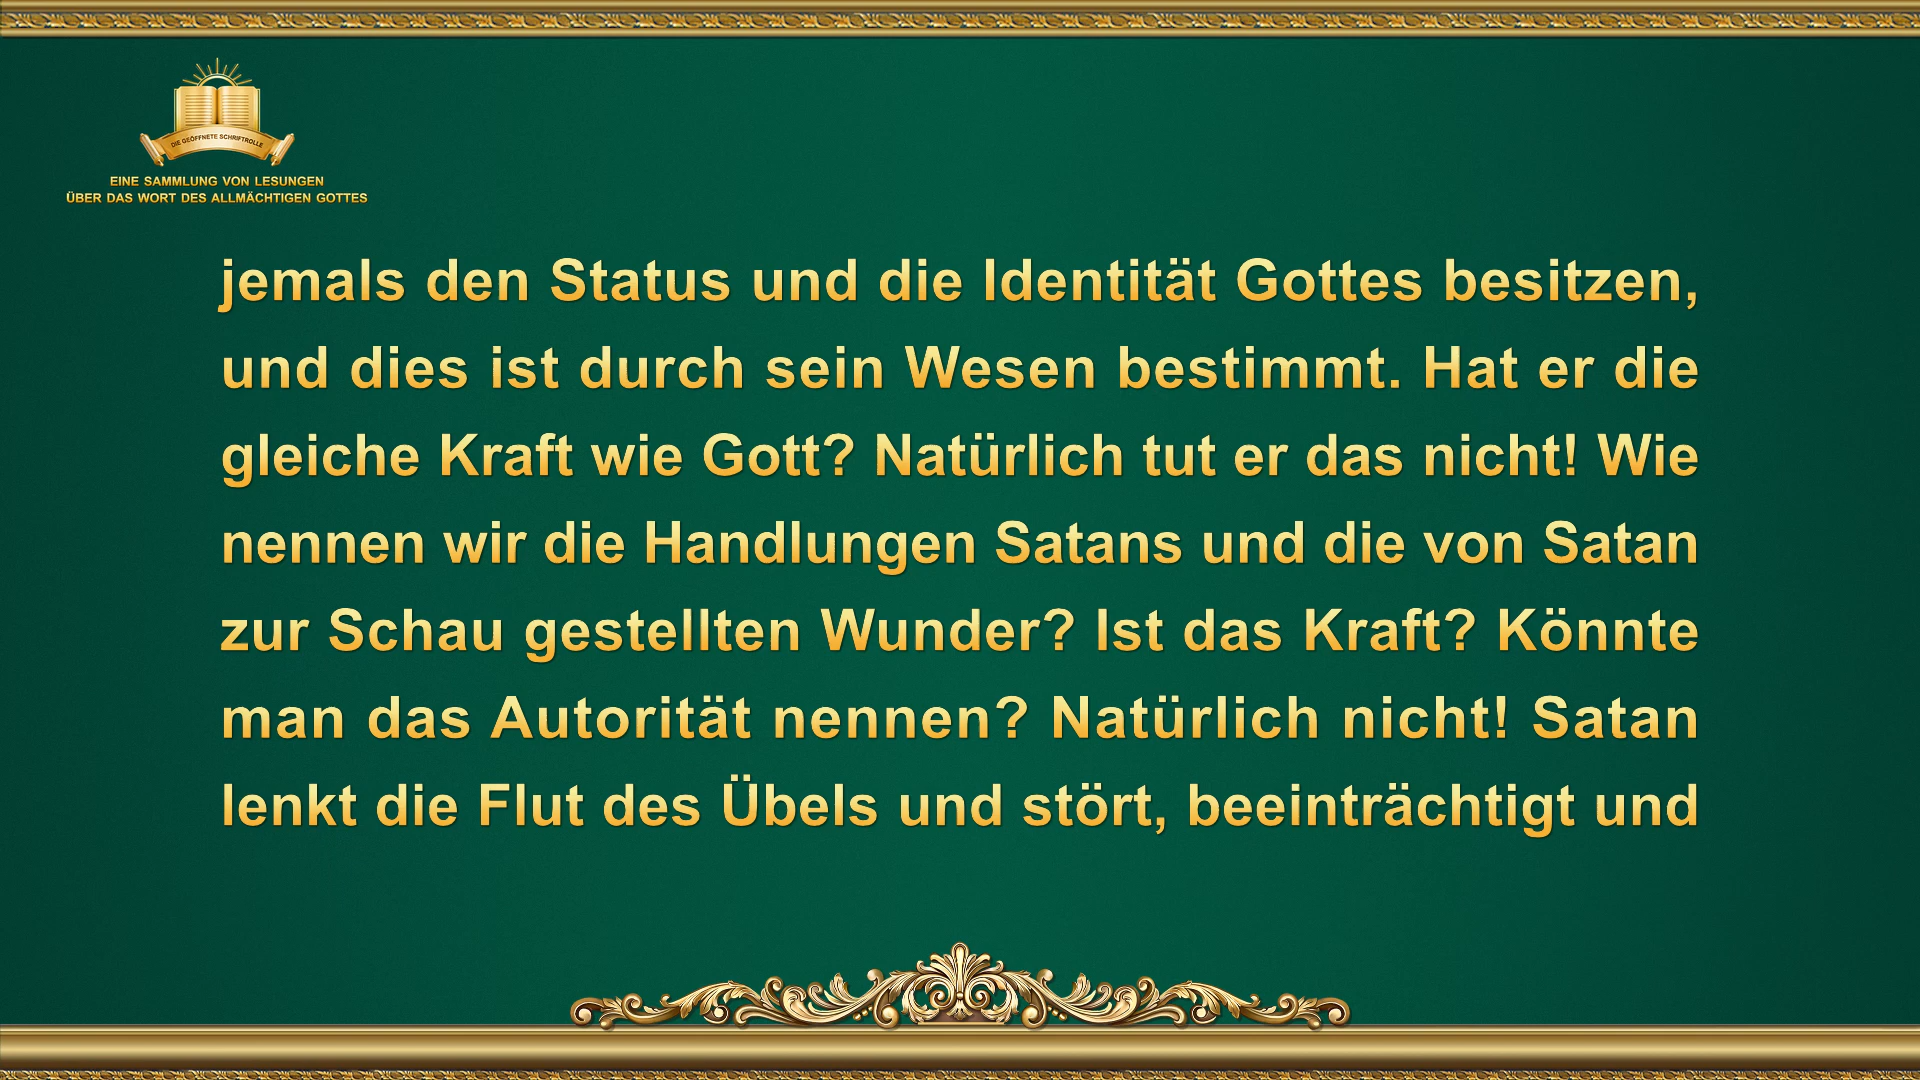 DIE GEÖFFNETE SCHRIFTROLLE
EINE SAMMLUNG VON LESUNGEN
ÜBER DAS WORT DES ALLMÄCHTIGEN GOTTES
jemals den Status und die Identität Gottes besitzen,
und dies ist durch sein Wesen bestimmt. Hat er die
gleiche Kraft wie Gott? Natürlich tut er das nicht! Wie
nennen wir die Handlungen Satans und die von Satan
zur Schau gestellten Wunder? Ist das Kraft? Könnte
man das Autorität nennen? Natürlich nicht! Satan
lenkt die Flut des Übels und stört, beeinträchtigt und